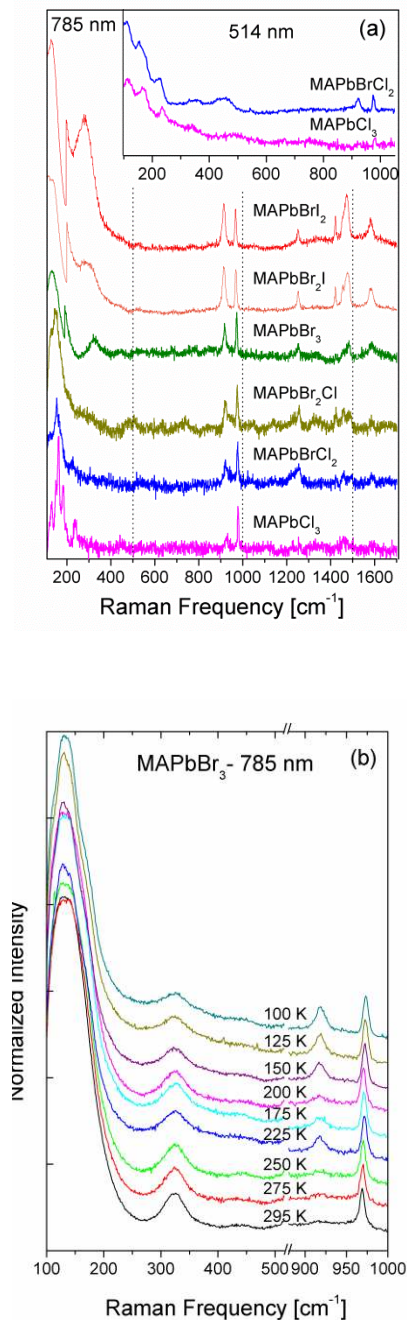 785 nm
514 nm
(a)
MAPbBrCl₂
MAPbCl₃
200 400 600 800 1000
MAPbBrI₂
MAPbBr₂I
MAPbBr₃
MAPbBr₂Cl
MAPbBrCl₂
MAPbCl₃
200 400 600 800 1000 1200 1400 1600
Raman Frequency [cm⁻¹]
MAPbBr₃- 785 nm
(b)
Normalized Intensity
100 K
125 K
150 K
200 K
175 K
225 K
250 K
275 K
295 K
100 200 300 400 500 900 950 1000
Raman Frequency [cm⁻¹]